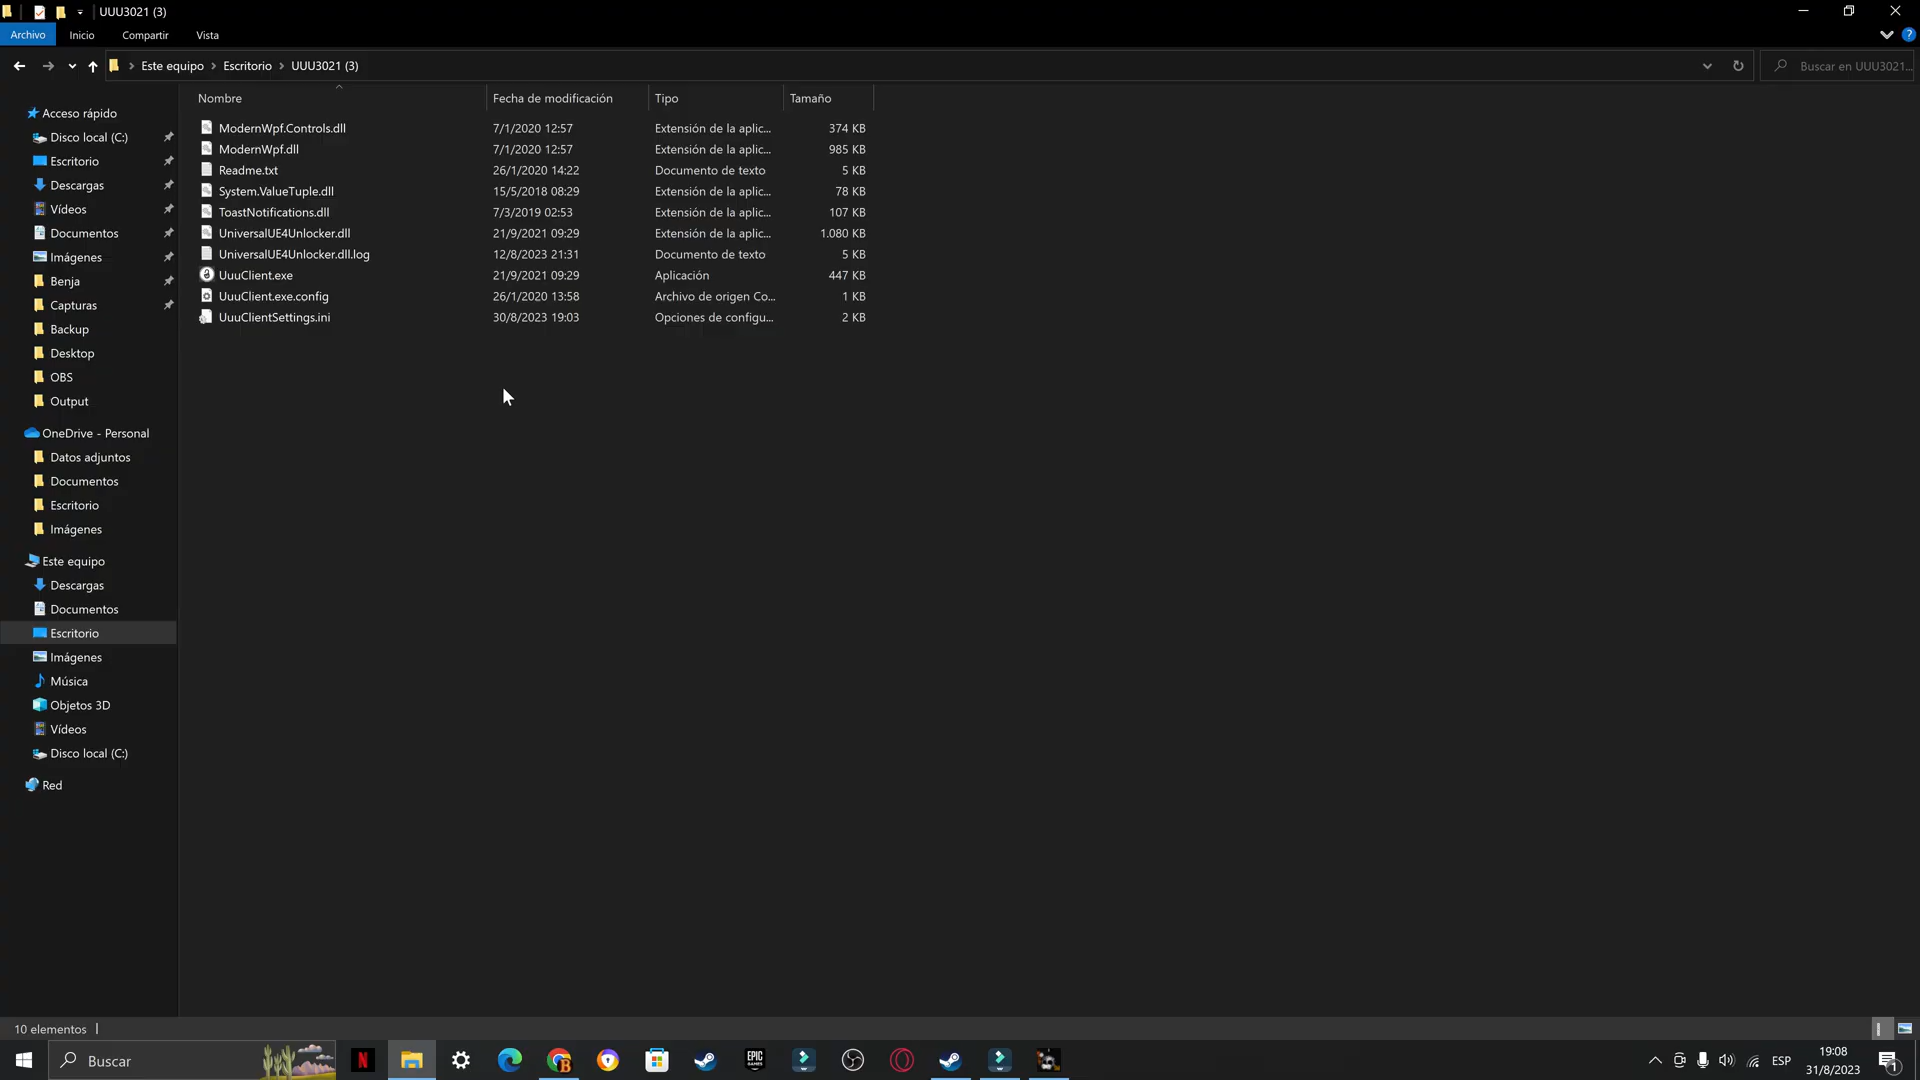 UUU3021 (3)
Archivo Inicio Compartir Vista
Este equipo Escritorio UUU3021 (3) Buscar en UUU3021...
Nombre Fecha de modificación Tipo Tamaño
ModernWpf.Controls.dll 7/1/2020 12:57 Extensión de la aplic... 374 KB
ModernWpf.dll 7/1/2020 12:57 Extensión de la aplic... 985 KB
Readme.txt 26/1/2020 14:22 Documento de texto 5 KB
System.ValueTuple.dll 15/5/2018 08:29 Extensión de la aplic... 78 KB
ToastNotifications.dll 7/3/2019 02:53 Extensión de la aplic... 107 KB
UniversalUE4Unlocker.dll 21/9/2021 09:29 Extensión de la aplic... 1.080 KB
UniversalUE4Unlocker.dll.log 12/8/2023 21:31 Documento de texto 5 KB
UuuClient.exe 21/9/2021 09:29 Aplicación 447 KB
UuuClient.exe.config 26/1/2020 13:58 Archivo de origen Co... 1 KB
UuuClientSettings.ini 30/8/2023 19:03 Opciones de configu... 2 KB
Acceso rápido
Disco local (C:)
Escritorio
Descargas
Vídeos
Documentos
Imágenes
Benja
Capturas
Backup
Desktop
OBS
Output
OneDrive - Personal
Datos adjuntos
Documentos
Escritorio
Imágenes
Este equipo
Descargas
Documentos
Escritorio
Imágenes
Música
Objetos 3D
Vídeos
Disco local (C:)
Red
10 elementos
Buscar
EPIC
GAMES
ESP
19:08
31/8/2023
1